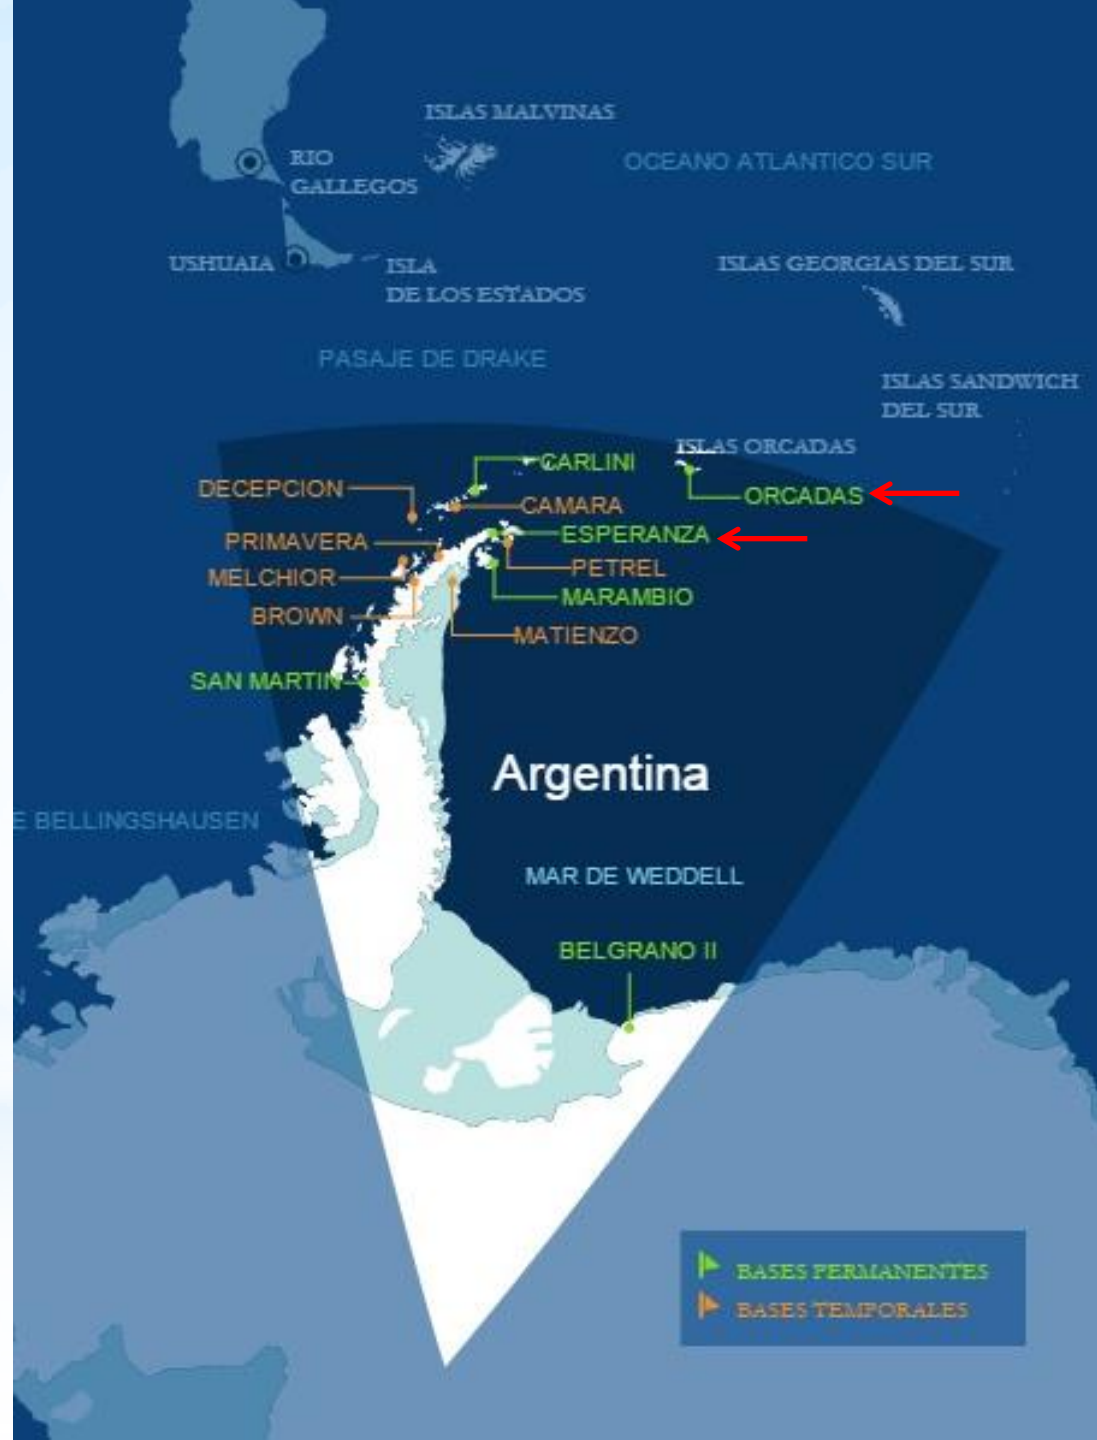 ISLAS MALVINAS
OCEANO ATLANTICO SUR
RIO
GALLEGOS
USHUAIA
ISLA
DE LOS ESTADOS
ISLAS GEORGIAS DEL SUR
PASAJE DE DRAKE
ISLAS SANDWICH
DEL SUR
ISLAS ORCADAS
CARLINI
DECEPCION
ORCADAS
CAMARA
ESPERANZA
PRIMAVERA
PETREL
MELCHIOR
MARAMBIO
BROWN
MATIENZO
SAN MARTIN
Argentina
E BELLINGSHAUSEN
MAR DE WEDDELL
BELGRANO II
BASES PERMANENTES
BASES TEMPORALES